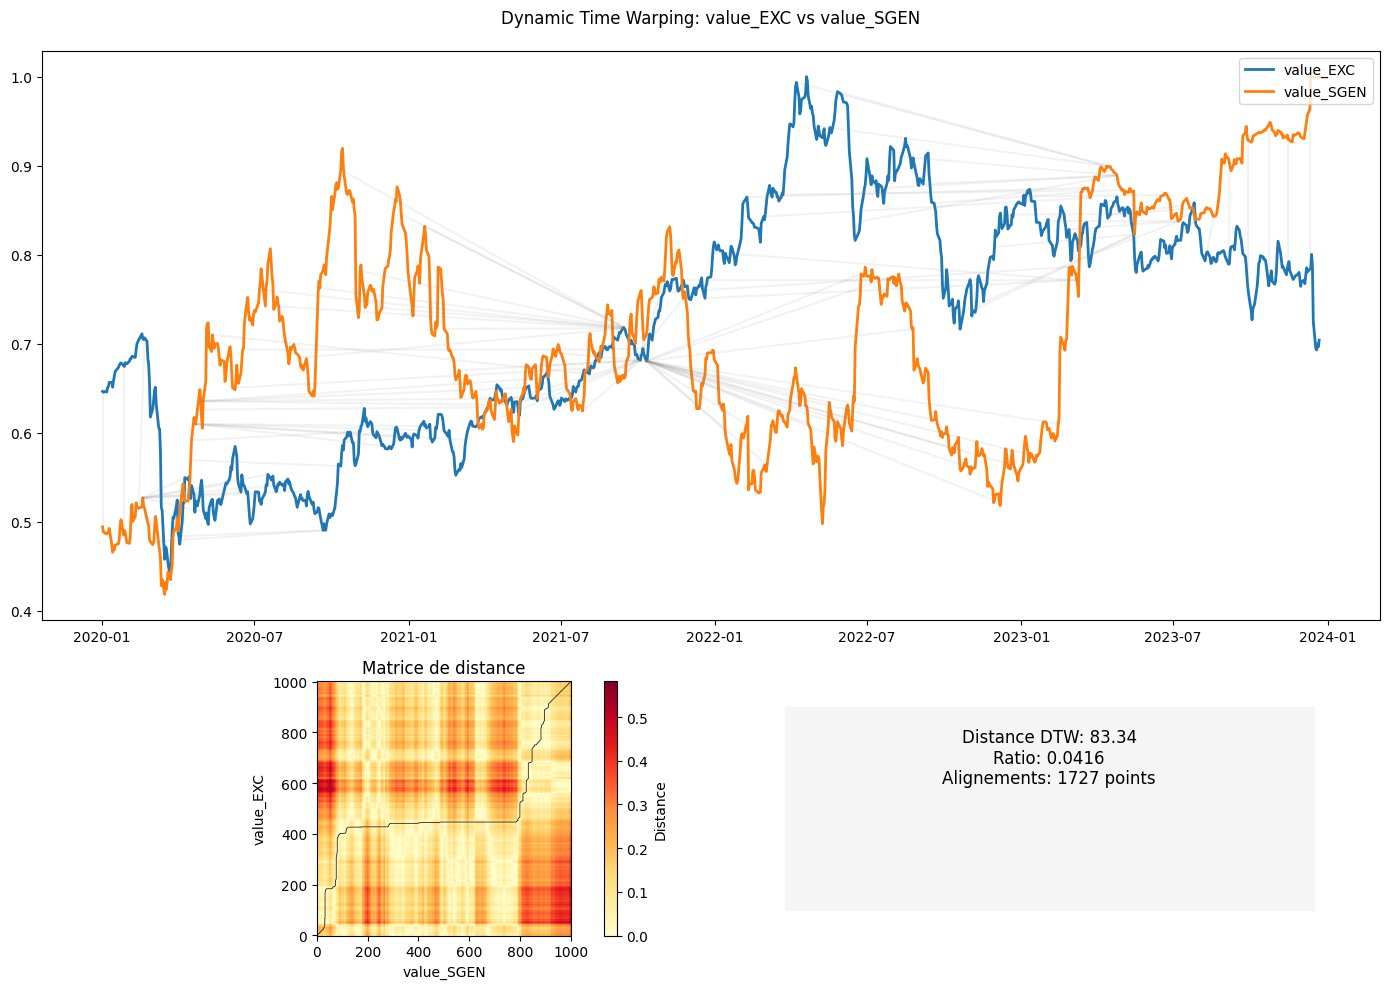 Dynamic Time Warping: value_EXC vs value_SGEN
value_EXC
value_SGEN
1.0
0.9
0.8
0.7
0.6
0.5
0.4
2020-01 2020-07 2021-01 2021-07 2022-01 2022-07 2023-01 2023-07 2024-01
Matrice de distance
value_EXC
1000
800
600
400
200
0
0 200 400 600 800 1000
value_SGEN
0.5
0.4
0.3
0.2
0.1
0.0
Distance
Distance DTW: 83.34
Ratio: 0.0416
Alignements: 1727 points